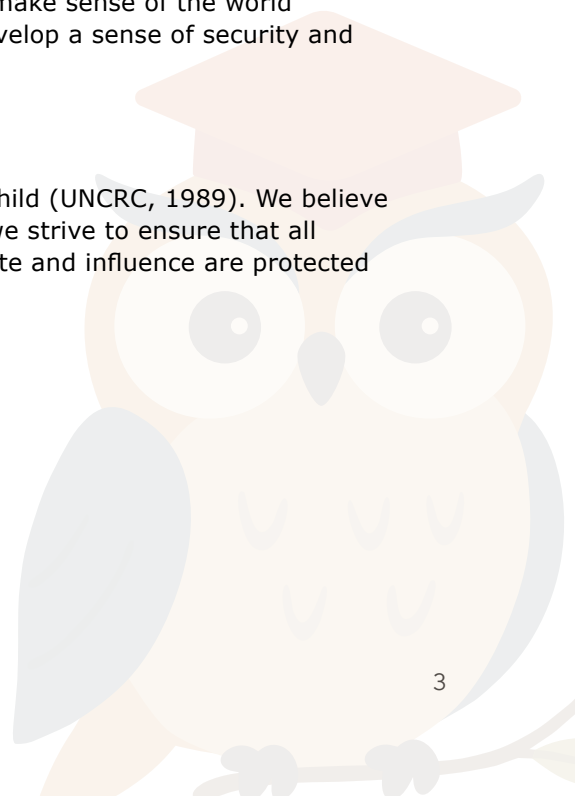 make sense of the world
velop a sense of security and
hild (UNCRC, 1989). We believe
we strive to ensure that all
te and influence are protected
3